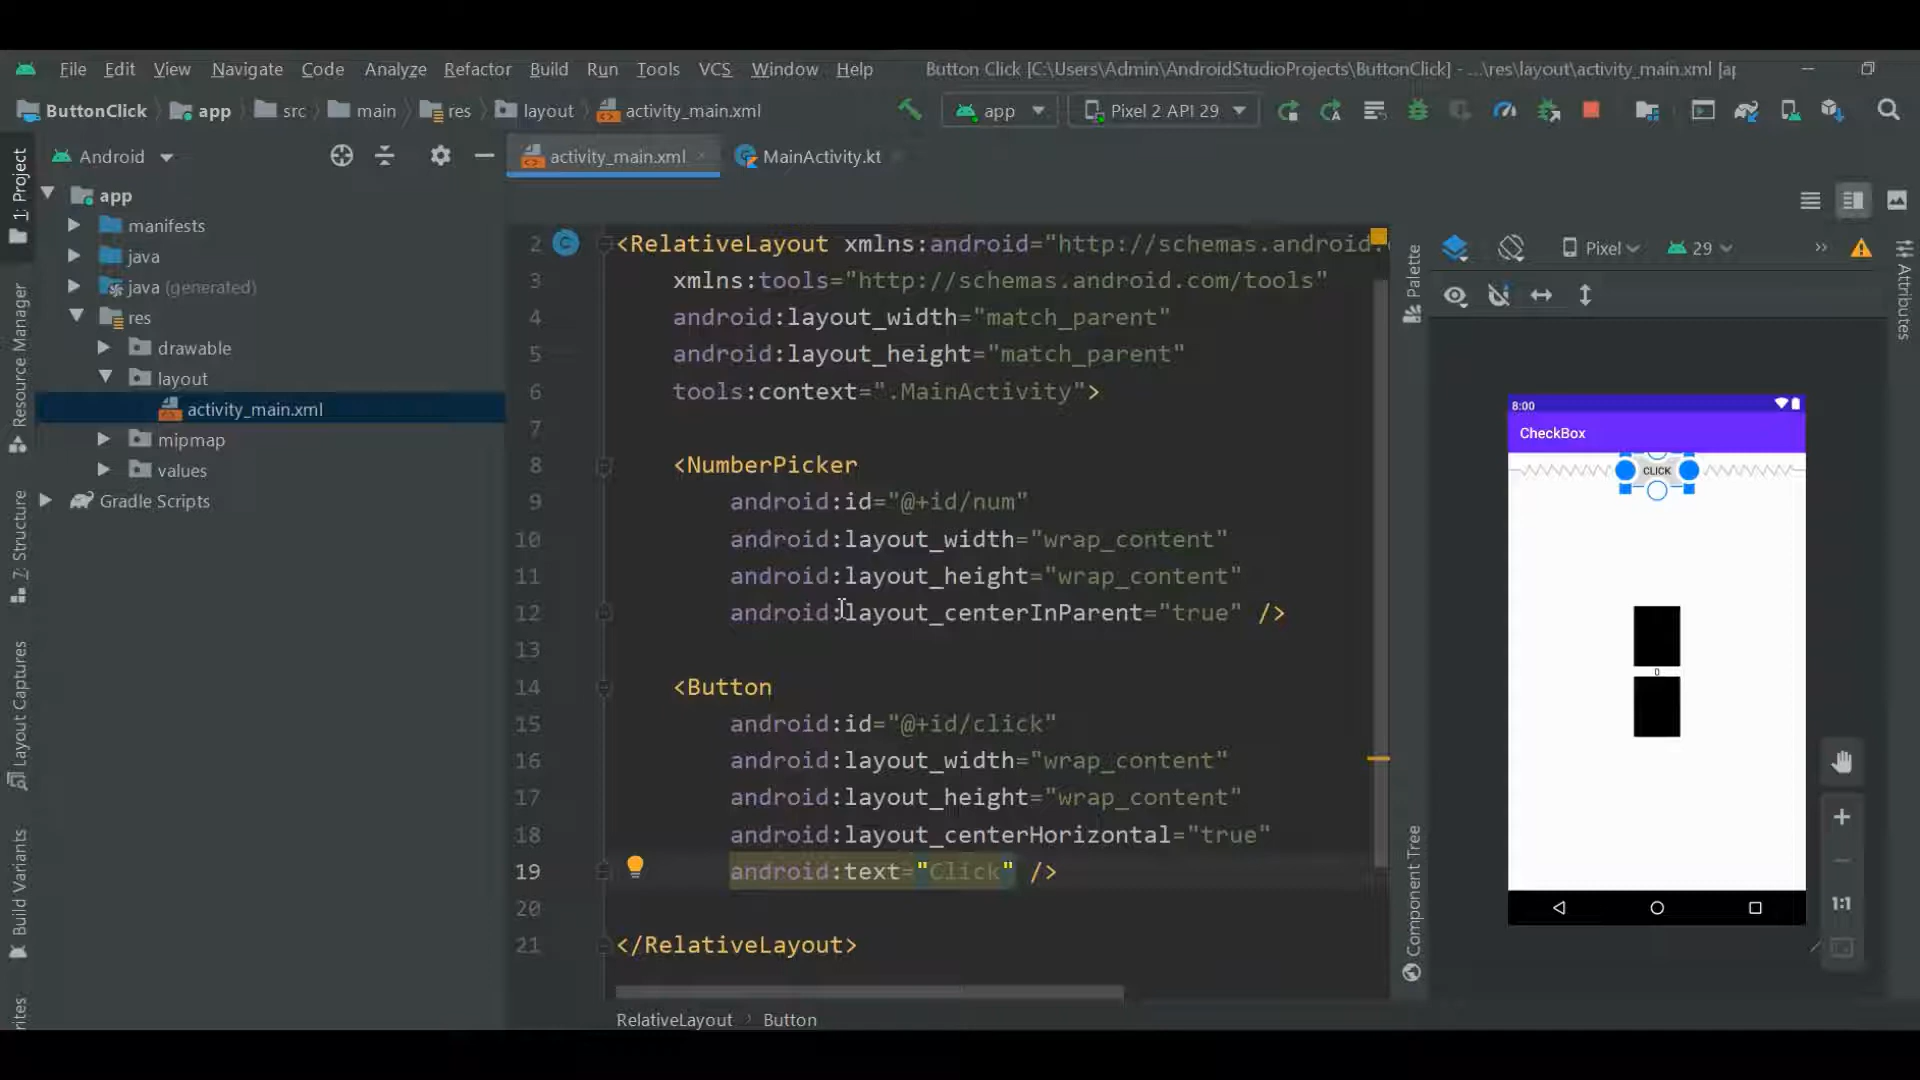 File Edit View Navigate Code Analyze Refactor Build Run Tools VCS Window Help Button Click [C:\Users\Admin\AndroidStudioProjects\ButtonClick] - ...\res\layout\activity_main.xml [ap
ButtonClick app src main res layout activity_main.xml app Pixel 2 API 29
Android activity_main.xml MainActivity.kt
1: Project
Resource Manager
7: Structure
Layout Captures
Build Variants
rites
app
manifests
java
java (generated)
res
drawable
layout
activity_main.xml
mipmap
values
Gradle Scripts
2 <RelativeLayout xmlns:android="http://schemas.android.
3 xmlns:tools="http://schemas.android.com/tools"
4 android:layout_width="match_parent"
5 android:layout_height="match_parent"
6 tools:context=".MainActivity">
7
8 <NumberPicker
9 android:id="@+id/num"
10 android:layout_width="wrap_content"
11 android:layout_height="wrap_content"
12 android:layout_centerInParent="true" />
13
14 <Button
15 android:id="@+id/click"
16 android:layout_width="wrap_content"
17 android:layout_height="wrap_content"
18 android:layout_centerHorizontal="true"
19 android:text="Click" />
20
21 </RelativeLayout>
RelativeLayout Button
Palette
Component Tree
Pixel 29
Attributes
8:00
CheckBox
CLICK
0
1:1